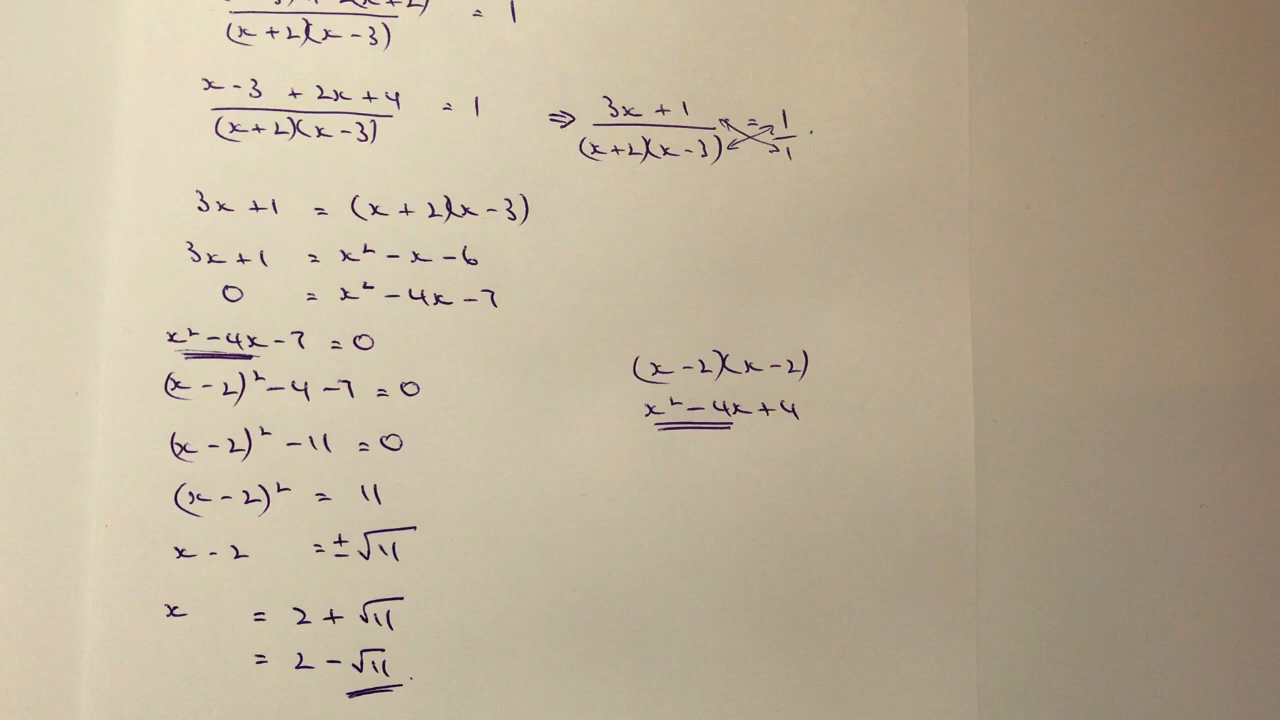 (x+2)(x-3) = 1
x-3 + 2x+4 / (x+2)(x-3) = 1 ⇒ 3x+1 / (x+2)(x-3) = 1/1.
3x+1 = (x+2)(x-3)
3x+1 = x² - x - 6
0 = x² - 4x - 7
x² - 4x - 7 = 0
(x-2)² - 4 - 7 = 0
(x-2)(x-2)
x² - 4x + 4
(x-2)² - 11 = 0
(x-2)² = 11
x - 2 = ± √11
x = 2 + √11
= 2 - √11.